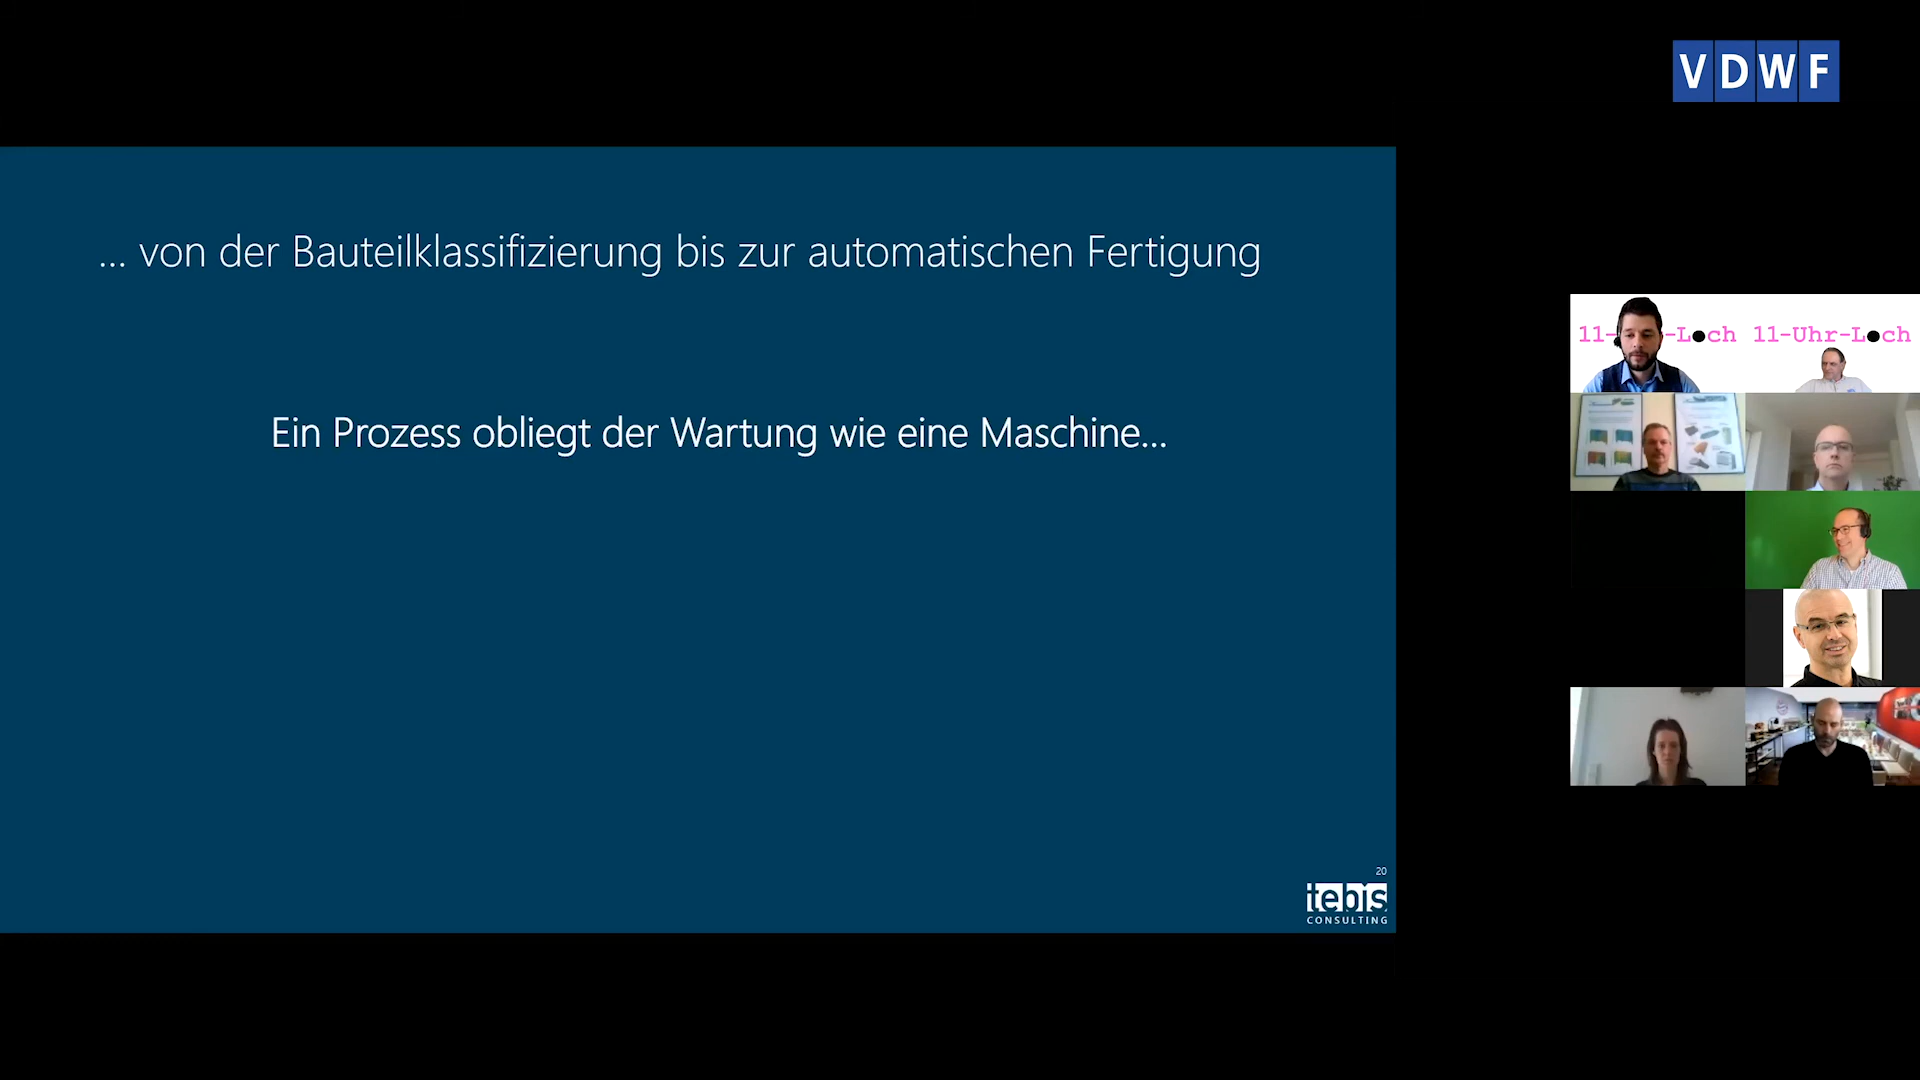 VDWF
... von der Bauteilklassifizierung bis zur automatischen Fertigung
11- -L●ch 11-Uhr-L●ch
Ein Prozess obliegt der Wartung wie eine Maschine...
20
tebis
CONSULTING